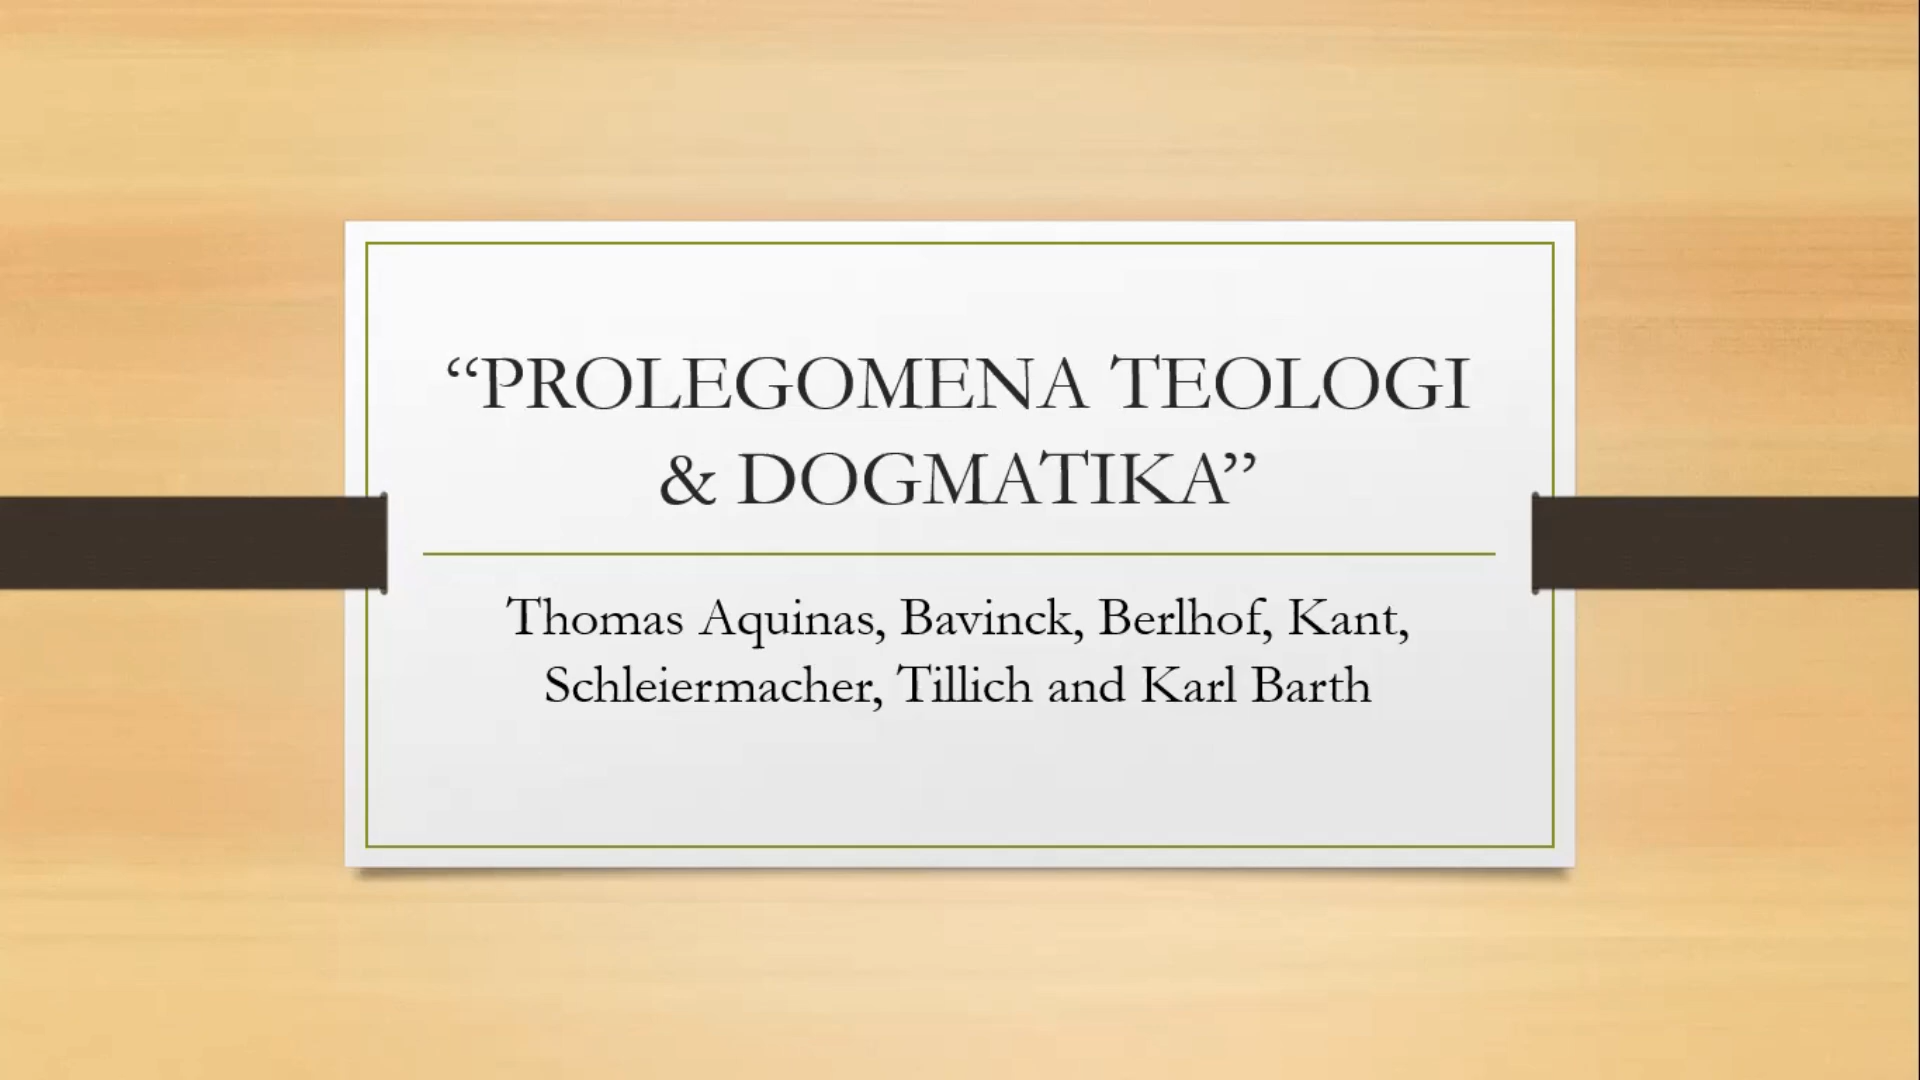 “PROLEGOMENA TEOLOGI
& DOGMATIKA”
Thomas Aquinas, Bavinck, Berlhof, Kant,
Schleiermacher, Tillich and Karl Barth